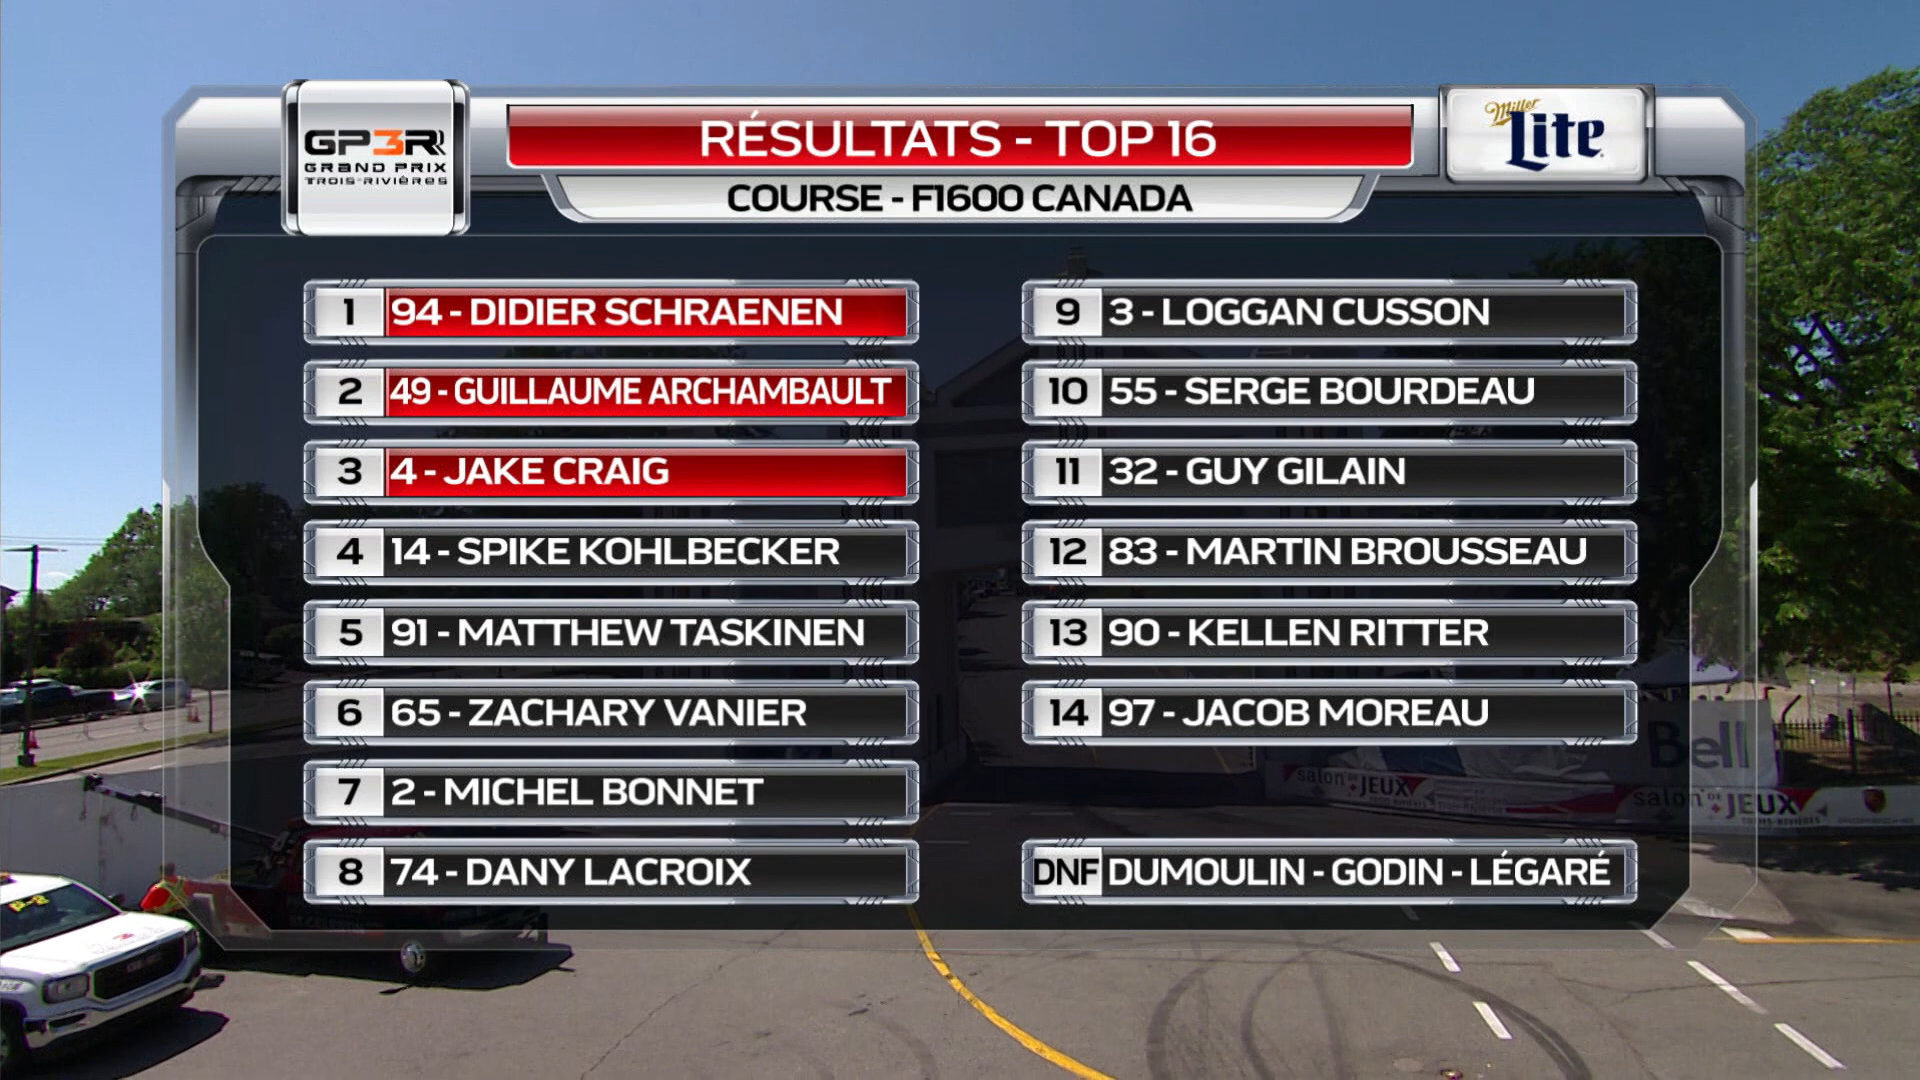 GP3R
GRAND PRIX
TROIS-RIVIÈRES
RÉSULTATS - TOP 16
COURSE - F1600 CANADA
Miller
Lite
1 94 - DIDIER SCHRAENEN
2 49 - GUILLAUME ARCHAMBAULT
3 4 - JAKE CRAIG
4 14 - SPIKE KOHLBECKER
5 91 - MATTHEW TASKINEN
6 65 - ZACHARY VANIER
7 2 - MICHEL BONNET
8 74 - DANY LACROIX
9 3 - LOGGAN CUSSON
10 55 - SERGE BOURDEAU
11 32 - GUY GILAIN
12 83 - MARTIN BROUSSEAU
13 90 - KELLEN RITTER
14 97 - JACOB MOREAU
DNF DUMOULIN - GODIN - LÉGARÉ
Bell
salon DE JEUX
salon DE JEUX